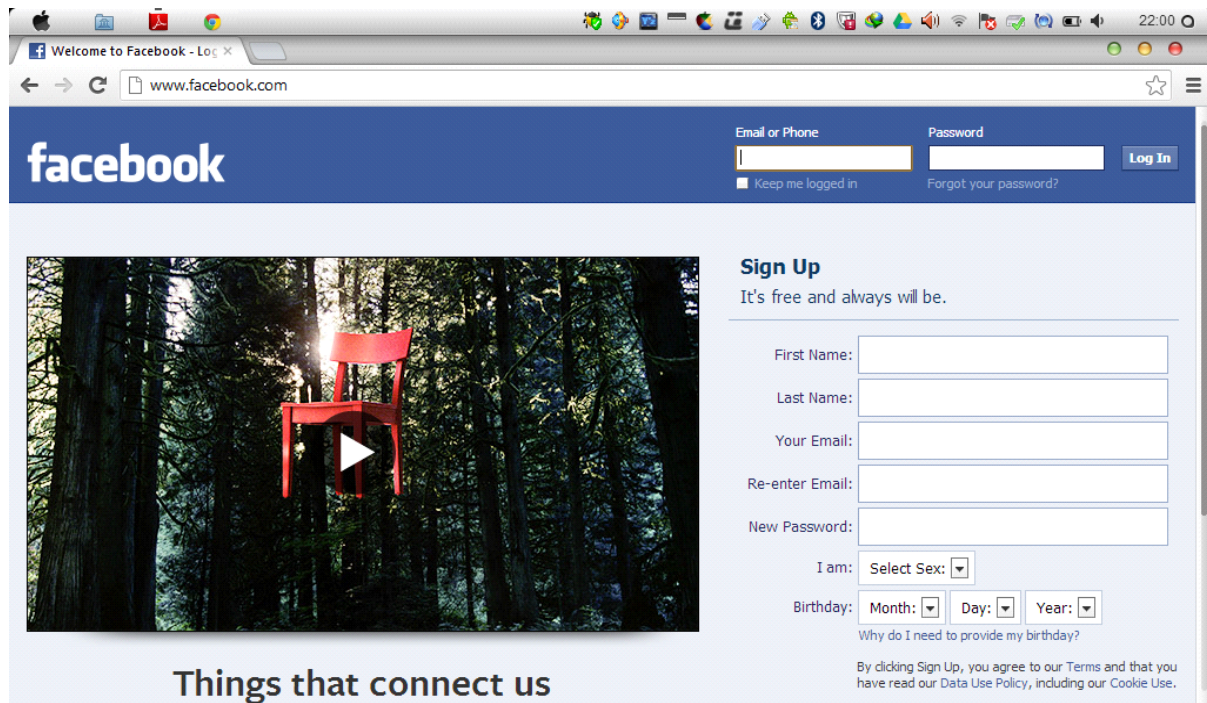 22:00
Welcome to Facebook - Log
www.facebook.com
facebook
Email or Phone
Password
Log In
Keep me logged in
Forgot your password?
Sign Up
It's free and always will be.
First Name:
Last Name:
Your Email:
Re-enter Email:
New Password:
I am: Select Sex:
Birthday: Month: Day: Year:
Why do I need to provide my birthday?
By clicking Sign Up, you agree to our Terms and that you
have read our Data Use Policy, including our Cookie Use.
Things that connect us